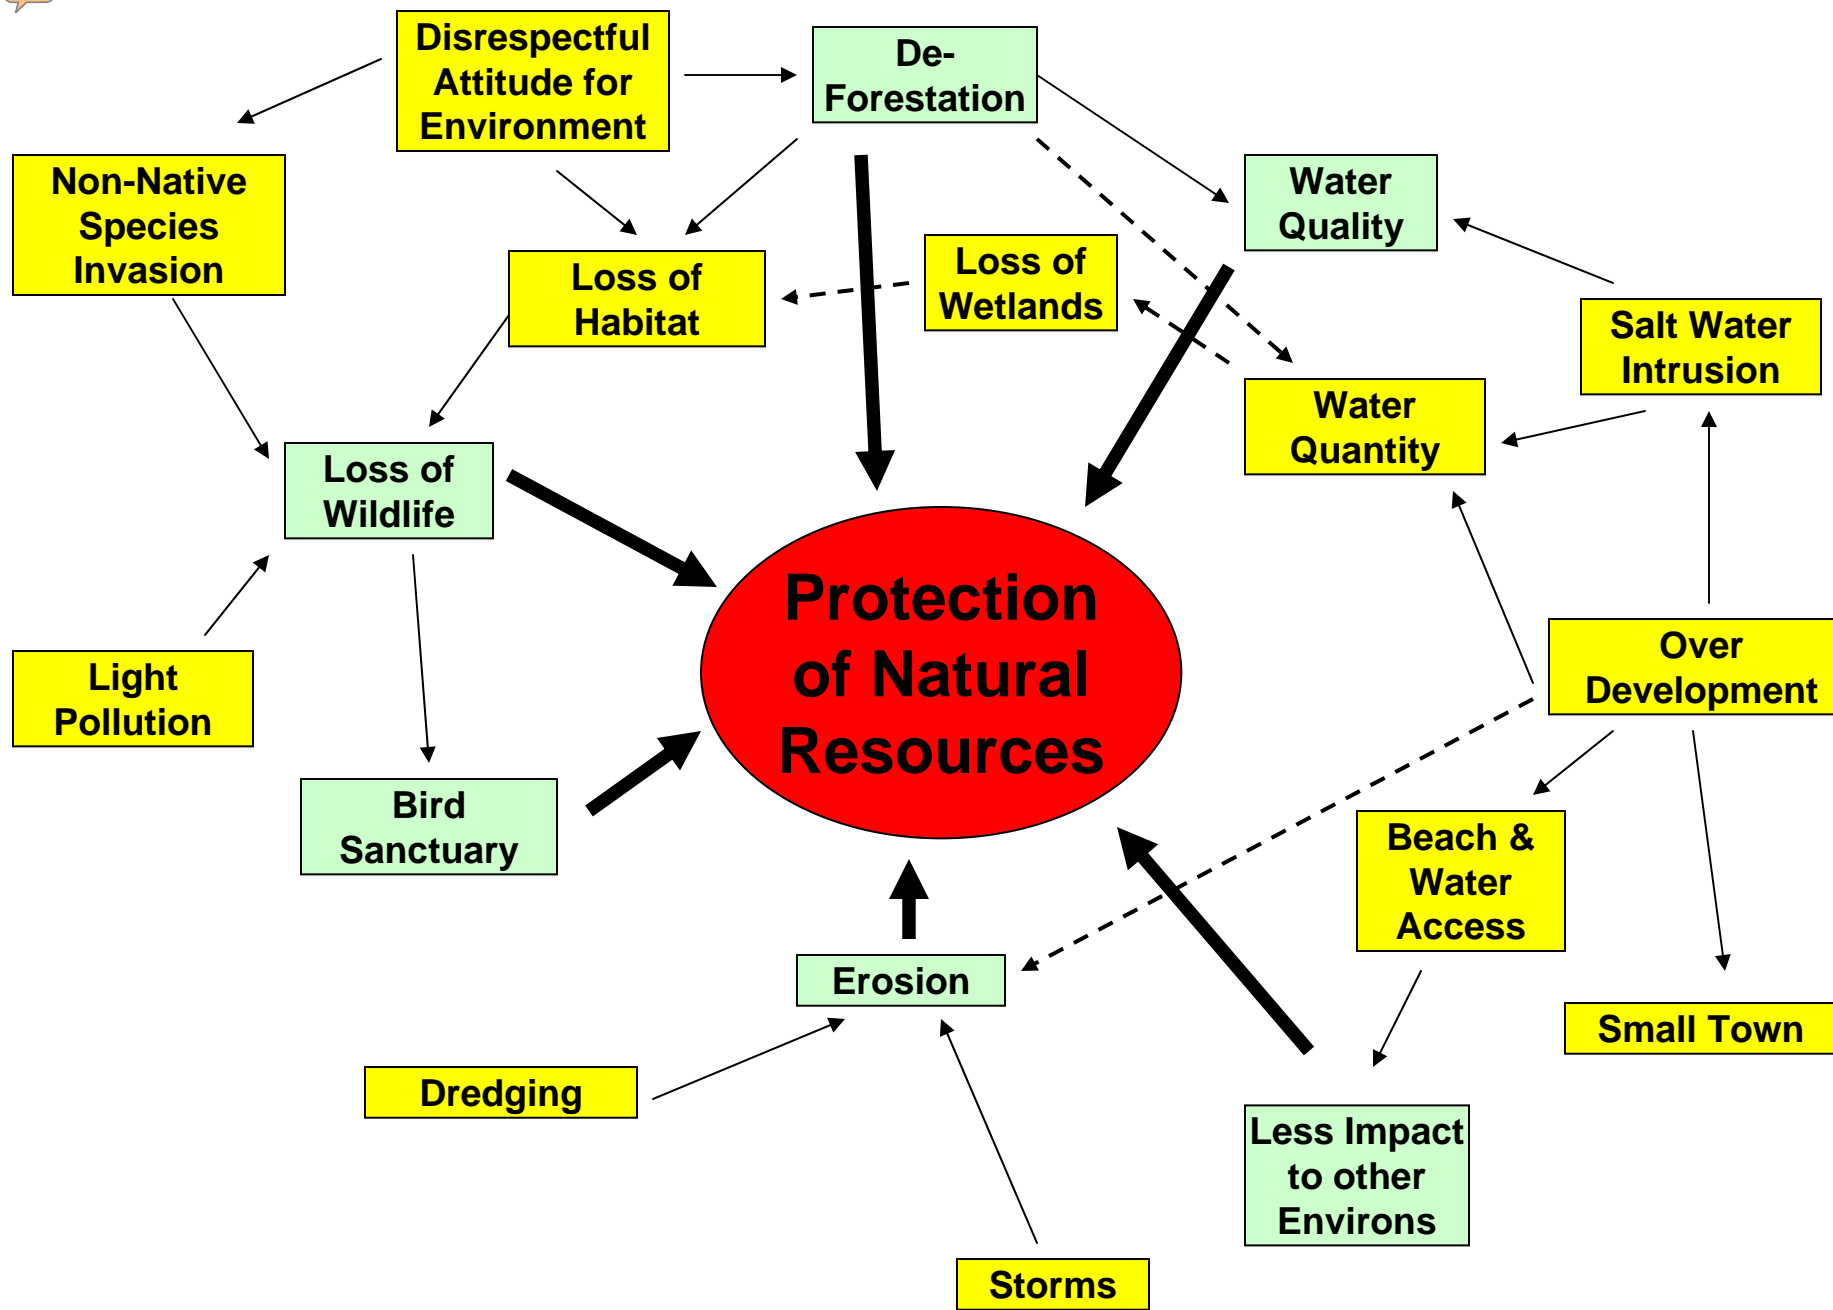 Disrespectful
Attitude for
Environment
De-
Forestation
Non-Native
Species
Invasion
Water
Quality
Loss of
Habitat
Loss of
Wetlands
Salt Water
Intrusion
Water
Quantity
Loss of
Wildlife
Protection
of Natural
Resources
Light
Pollution
Over
Development
Bird
Sanctuary
Beach &
Water
Access
Erosion
Small Town
Dredging
Less Impact
to other
Environs
Storms